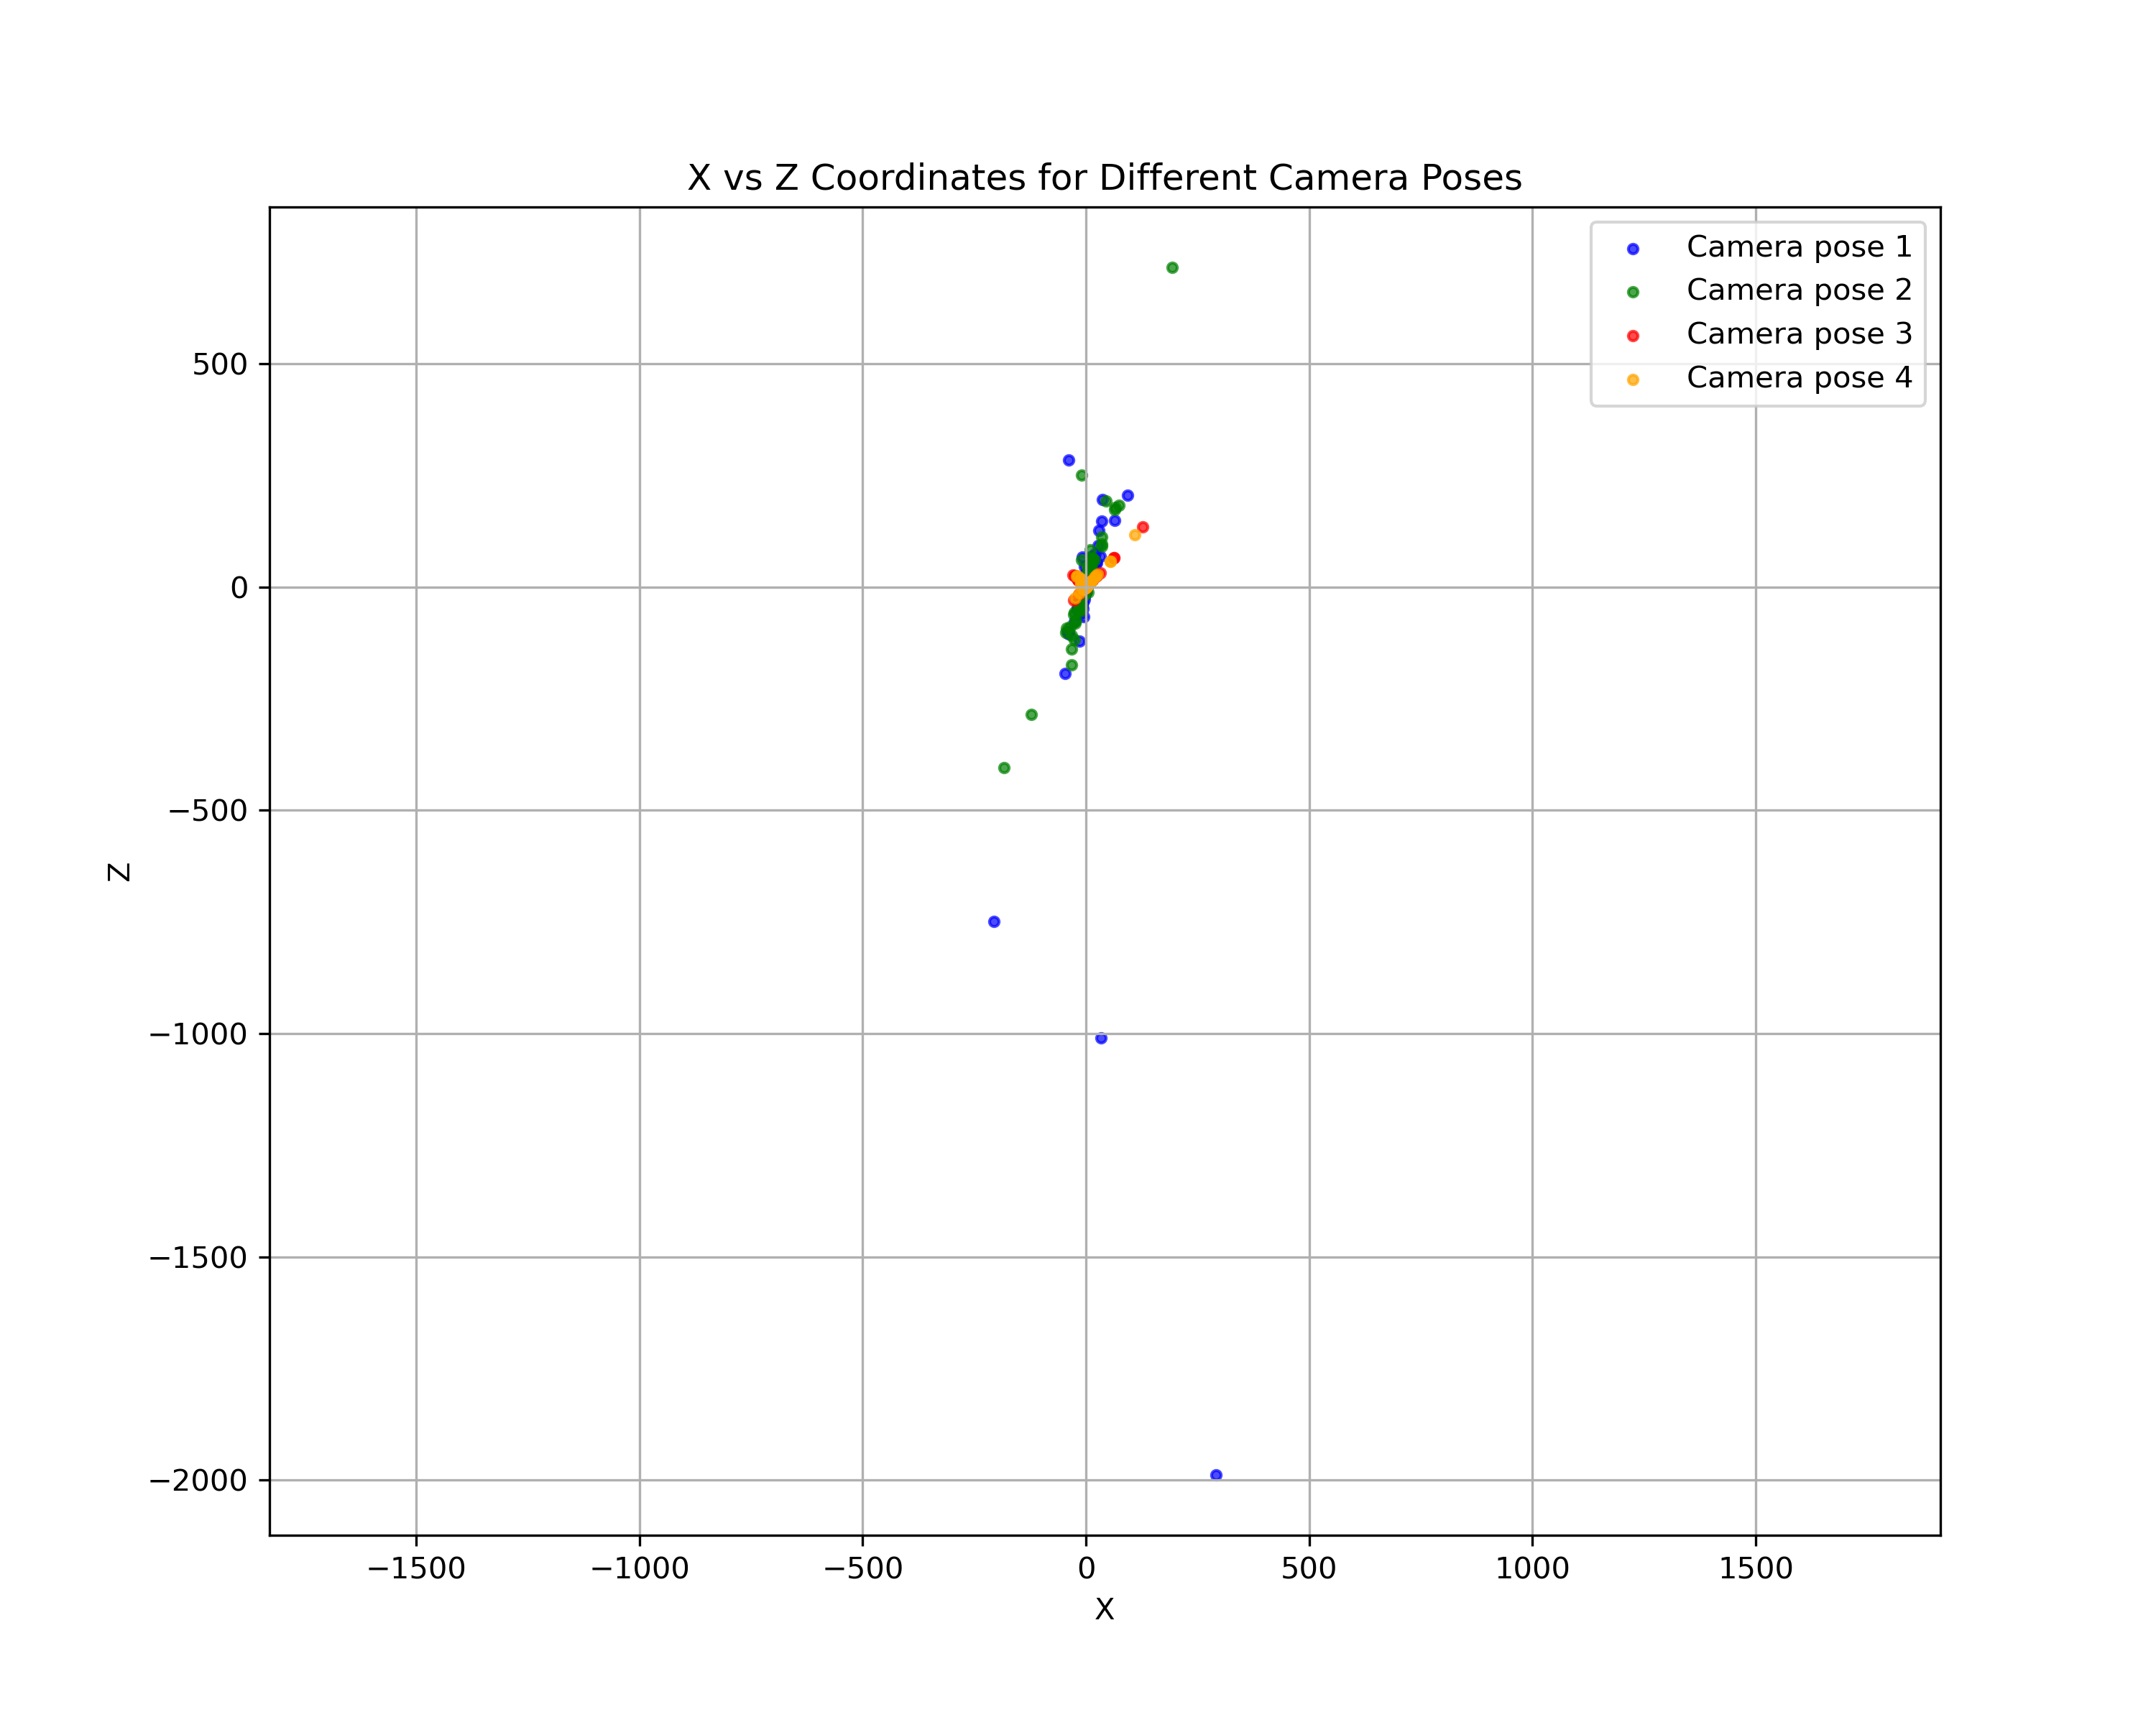 X vs Z Coordinates for Different Camera Poses
Camera pose 1
Camera pose 2
Camera pose 3
Camera pose 4
500
0
−500
−1000
−1500
−2000
Z
−1500 −1000 −500 0 500 1000 1500
X